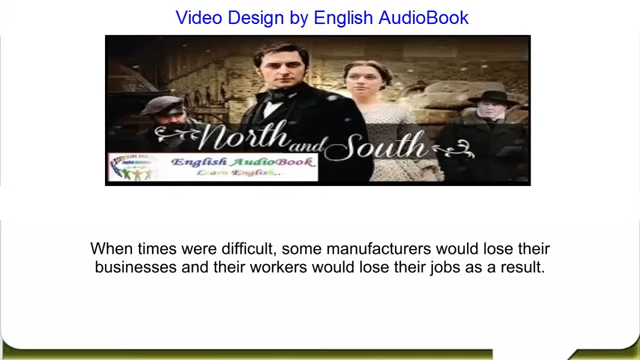 Video Design by English AudioBook
North and South
English AudioBook
Learn English...
When times were difficult, some manufacturers would lose their
businesses and their workers would lose their jobs as a result.